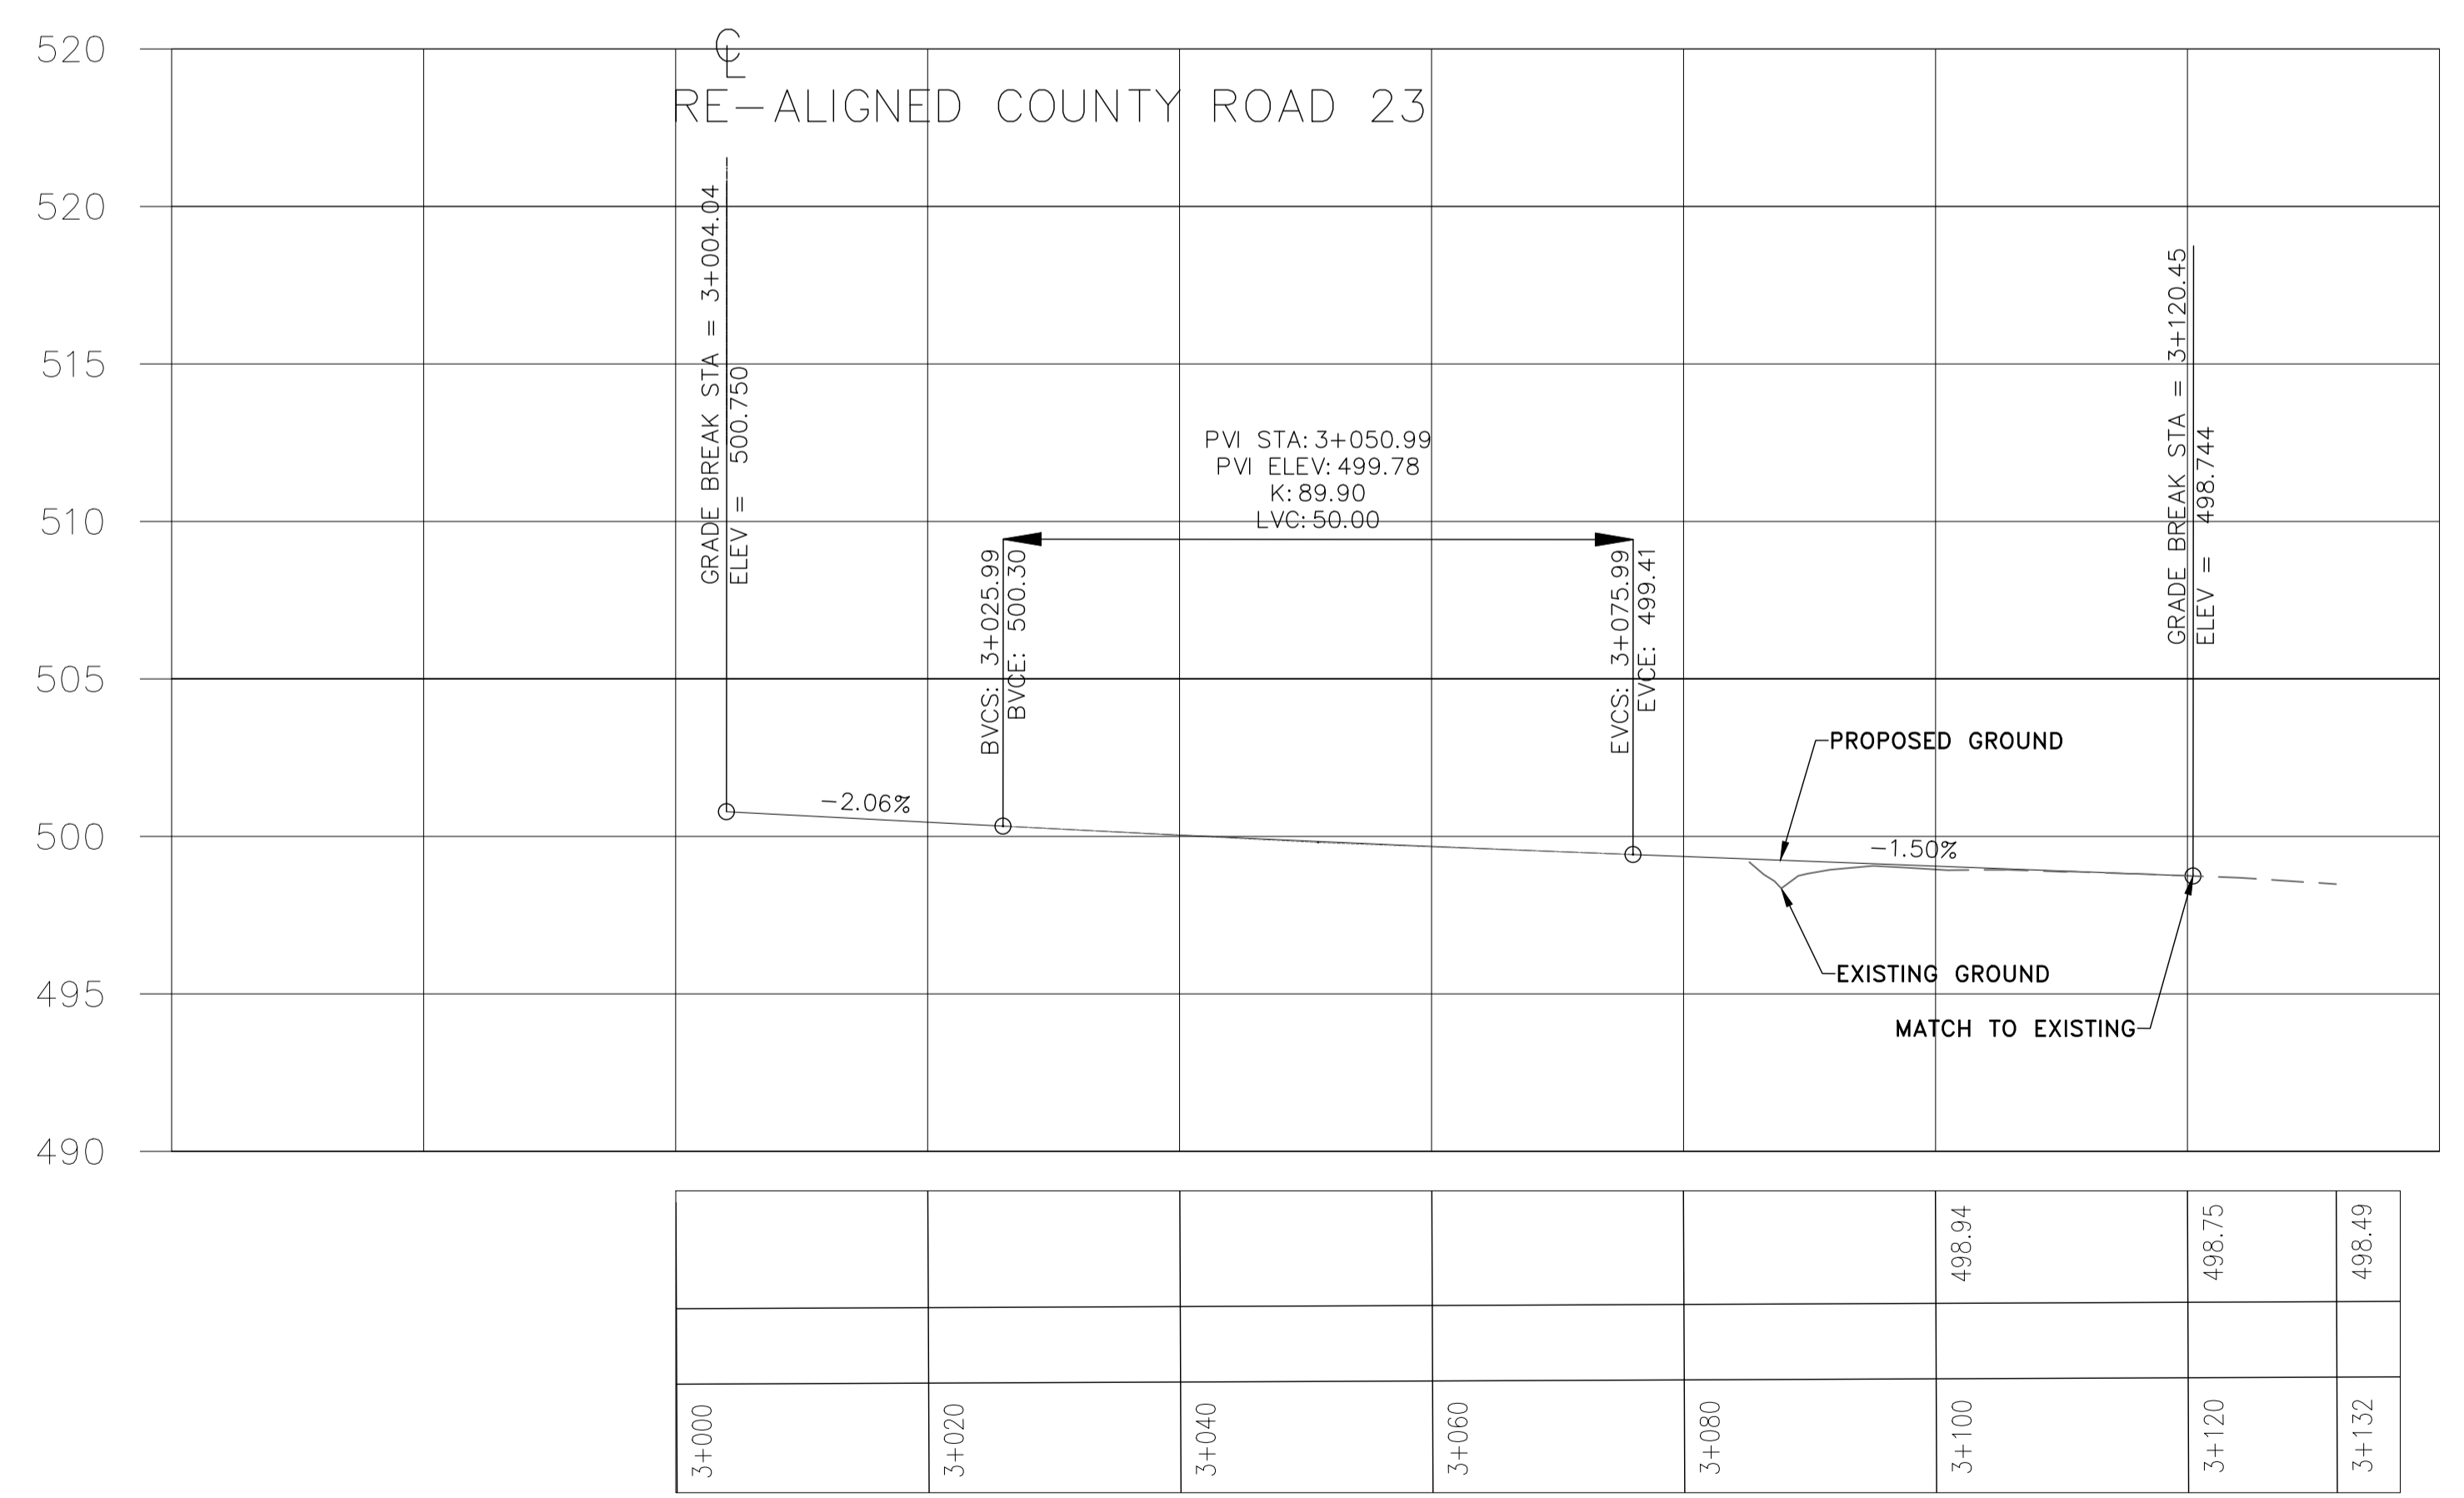 ℄
RE-ALIGNED COUNTY ROAD 23
520
520
515
510
505
500
495
490
GRADE BREAK STA = 3+004.04
ELEV = 500.750
-2.06%
BVCS: 3+025.99
BVCE: 500.30
PVI STA: 3+050.99
PVI ELEV: 499.78
K: 89.90
LVC: 50.00
EVCS: 3+075.99
EVCE: 499.41
PROPOSED GROUND
-1.50%
EXISTING GROUND
MATCH TO EXISTING
GRADE BREAK STA = 3+120.45
ELEV = 498.744
498.94
498.75
498.49
3+000
3+020
3+040
3+060
3+080
3+100
3+120
3+132